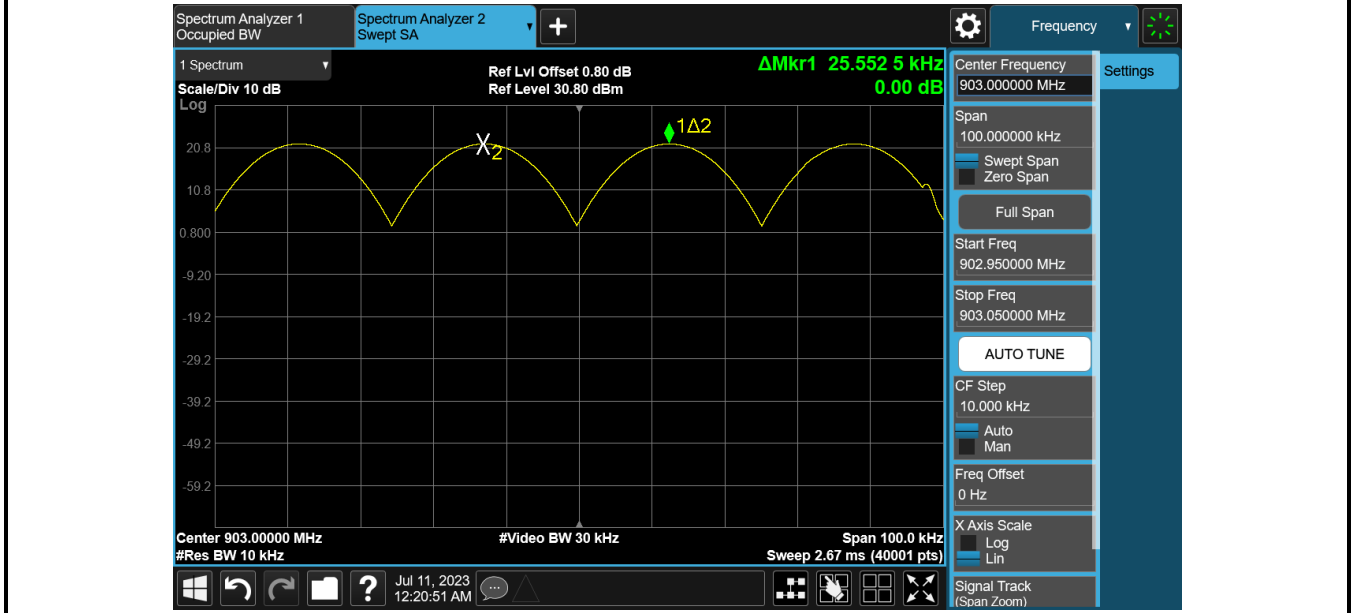 Spectrum Analyzer 1
Occupied BW
Spectrum Analyzer 2
Swept SA
Frequency
1 Spectrum
Ref Lvl Offset 0.80 dB
ΔMkr1 25.552 5 kHz
Scale/Div 10 dB
Ref Level 30.80 dBm
0.00 dB
Log
1Δ2
X2
20.8
10.8
0.800
-9.20
-19.2
-29.2
-39.2
-49.2
-59.2
Center 903.00000 MHz
#Video BW 30 kHz
Span 100.0 kHz
#Res BW 10 kHz
Sweep 2.67 ms (40001 pts)
Jul 11, 2023
12:20:51 AM
Center Frequency
903.000000 MHz
Settings
Span
100.000000 kHz
Swept Span
Zero Span
Full Span
Start Freq
902.950000 MHz
Stop Freq
903.050000 MHz
AUTO TUNE
CF Step
10.000 kHz
Auto
Man
Freq Offset
0 Hz
X Axis Scale
Log
Lin
Signal Track
(Span Zoom)